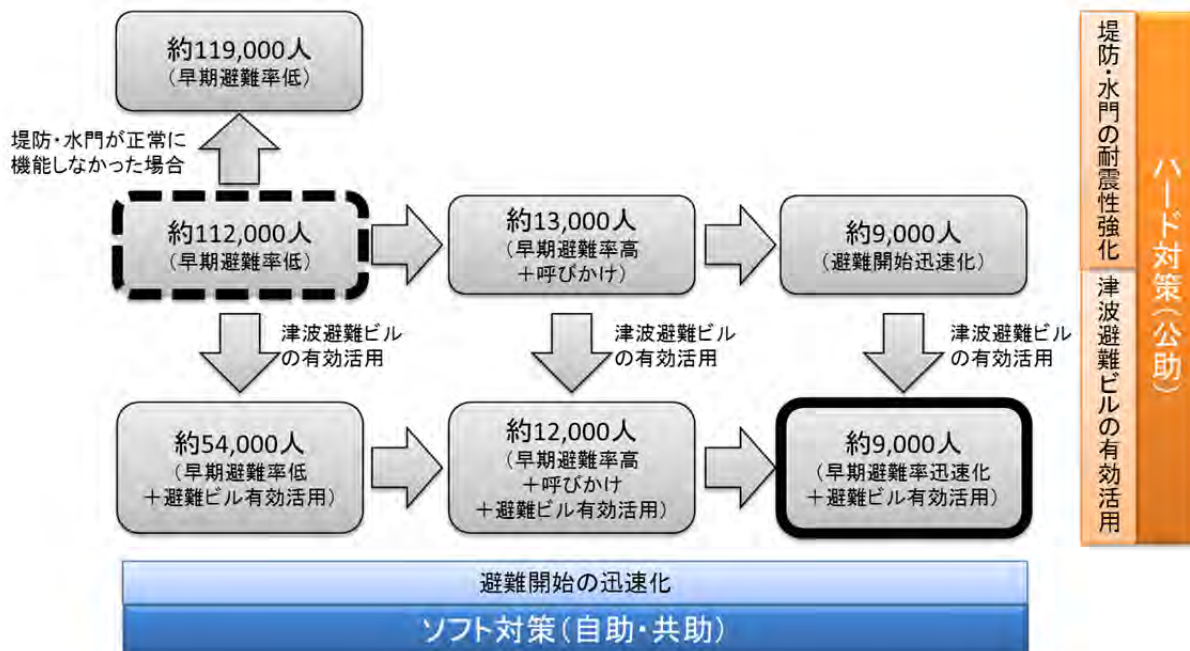 約119,000人
（早期避難率低）
堤防・水門が正常に
機能しなかった場合
約112,000人
（早期避難率低）
約13,000人
（早期避難率高
＋呼びかけ）
約9,000人
（避難開始迅速化）
津波避難ビル
の有効活用
津波避難ビル
の有効活用
津波避難ビル
の有効活用
約54,000人
（早期避難率低
＋避難ビル有効活用）
約12,000人
（早期避難率高
＋呼びかけ
＋避難ビル有効活用）
約9,000人
（早期避難率迅速化
＋避難ビル有効活用）
避難開始の迅速化
ソフト対策（自助・共助）
堤防・水門の耐震性強化
津波避難ビルの有効活用
ハード対策（公助）